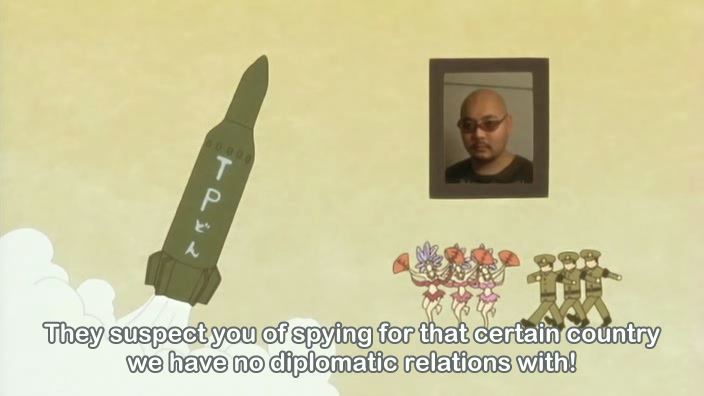 TPどん
They suspect you of spying for that certain country
we have no diplomatic relations with!